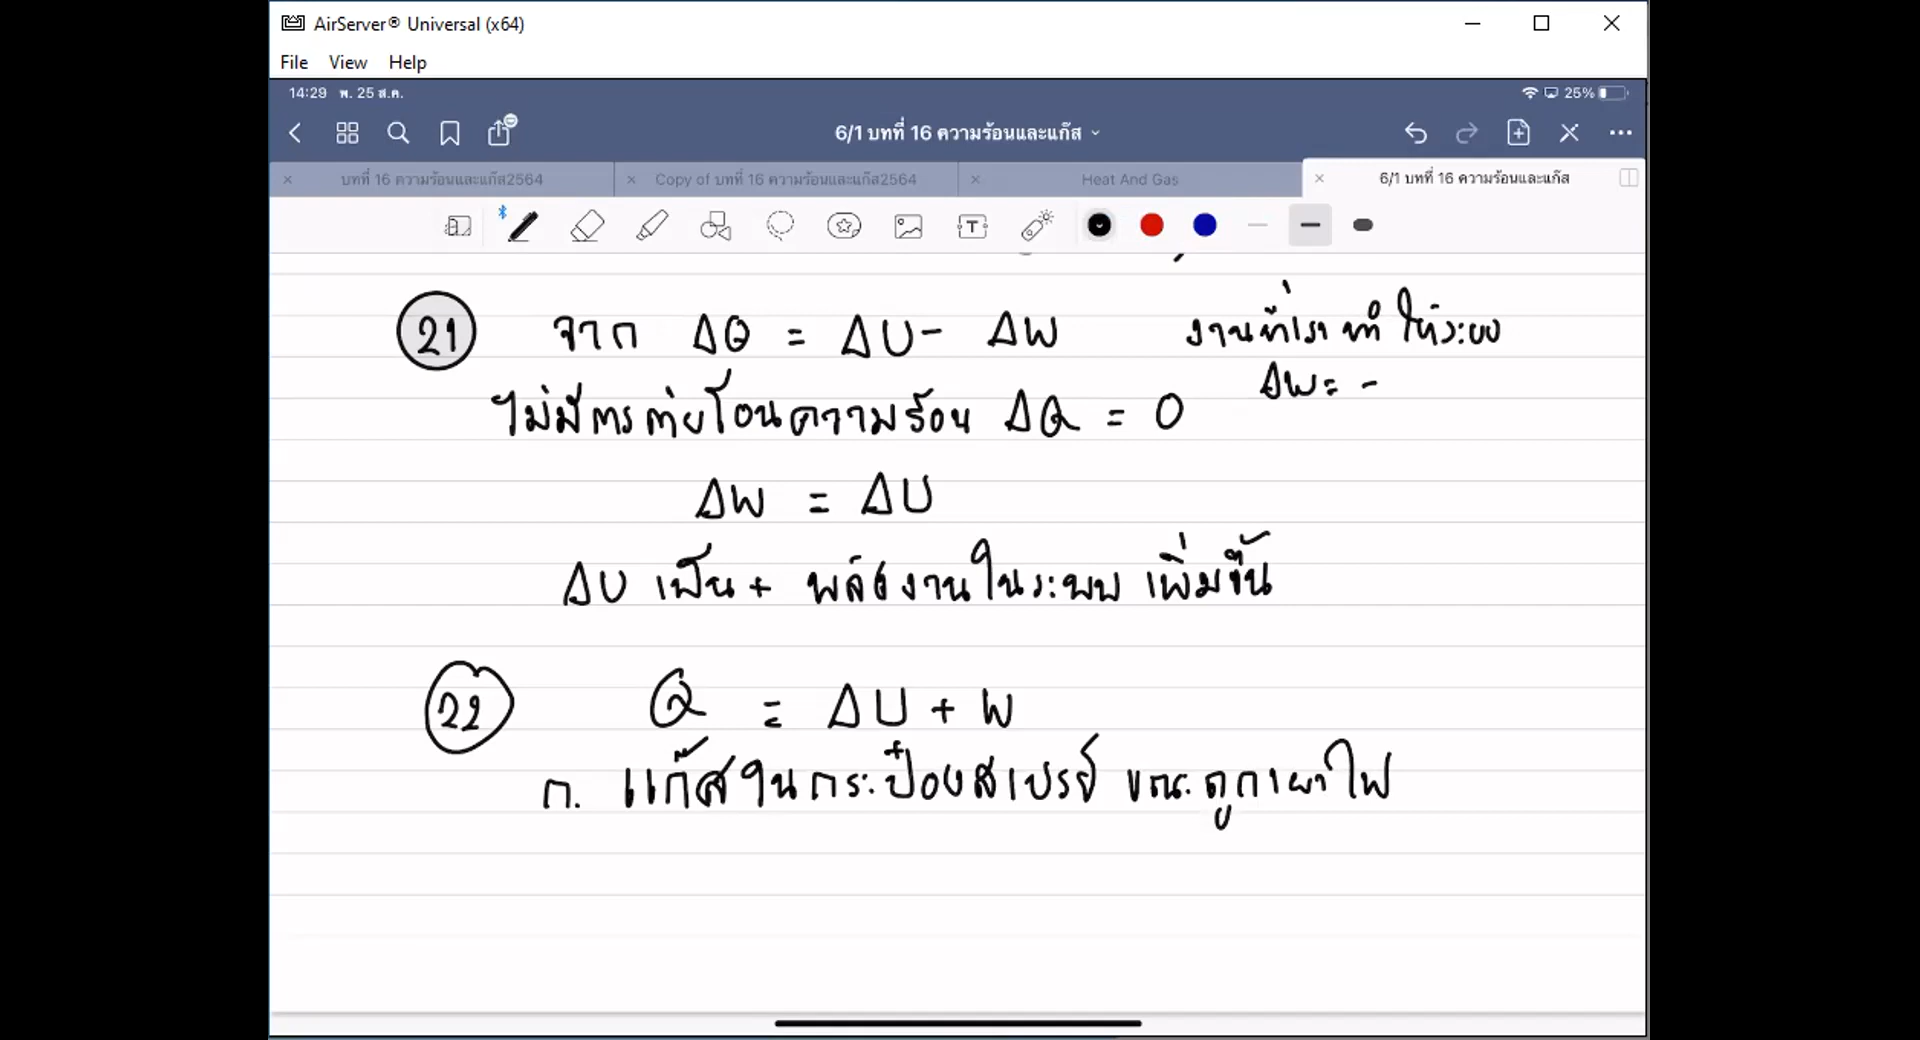 AirServer® Universal (x64)
File View Help
14:29 พ. 25 ส.ค. 25%
6/1 บทที่ 16 ความร้อนและแก๊ส
บทที่ 16 ความร้อนและแก๊ส2564 Copy of บทที่ 16 ความร้อนและแก๊ส2564 Heat And Gas 6/1 บทที่ 16 ความร้อนและแก๊ส
21 จาก ΔQ = ΔU - ΔW งานที่เราทำให้ระบบ
ΔW = -
ไม่มีการถ่ายโอนความร้อน ΔQ = 0
ΔW = ΔU
ΔU เป็น + พลังงานในระบบ เพิ่มขึ้น
22 Q = ΔU + W
ก. แก๊สในกระป๋องสเปรย์ ขณะถูกเผาไฟ